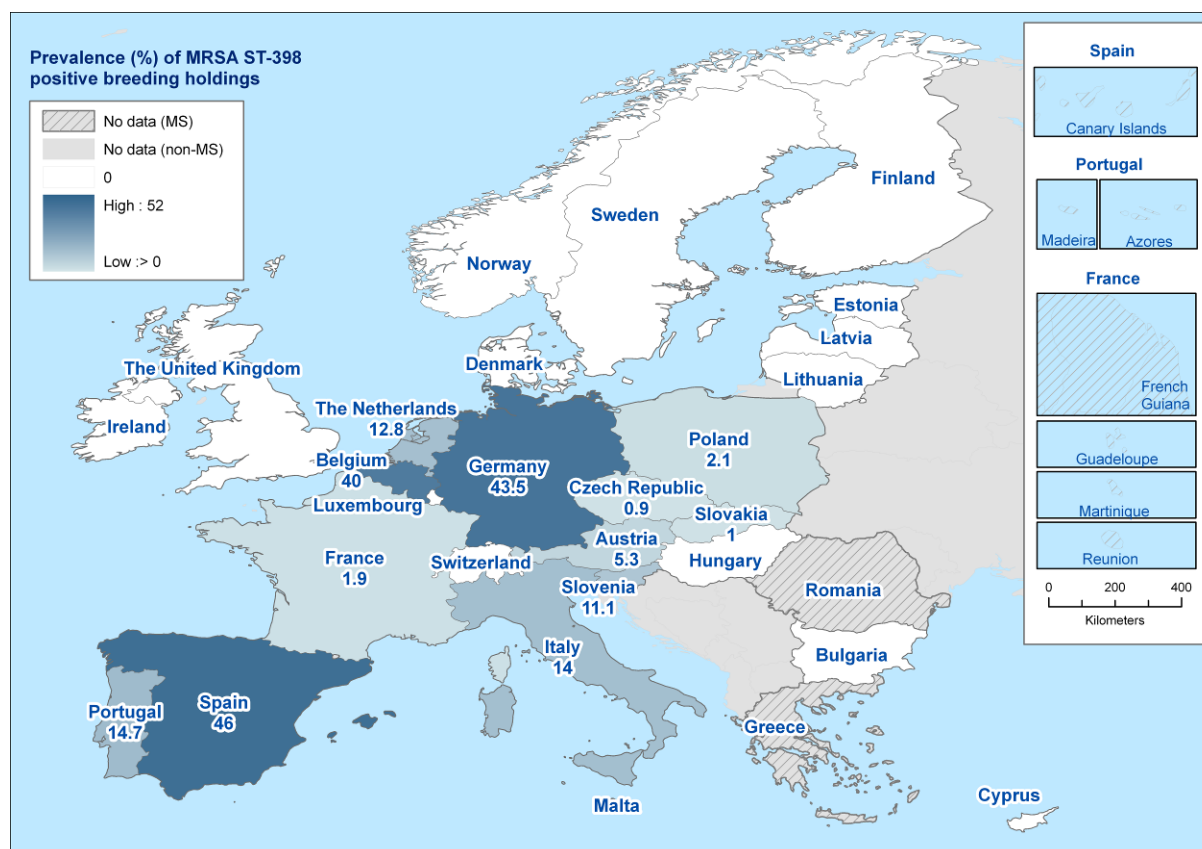 Prevalence (%) of MRSA ST-398
positive breeding holdings
No data (MS)
No data (non-MS)
0
High : 52
Low :> 0
Finland
Sweden
Norway
Estonia
Latvia
Lithuania
Denmark
The United Kingdom
Ireland
The Netherlands
12.8
Belgium
40
Luxembourg
Germany
43.5
Poland
2.1
Czech Republic
0.9
Slovakia
1
Austria
5.3
Hungary
France
1.9
Switzerland
Slovenia
11.1
Romania
Italy
14
Bulgaria
Portugal
14.7
Spain
46
Greece
Malta
Cyprus
Spain
Canary Islands
Portugal
Madeira
Azores
France
French
Guiana
Guadeloupe
Martinique
Reunion
0 200 400
Kilometers